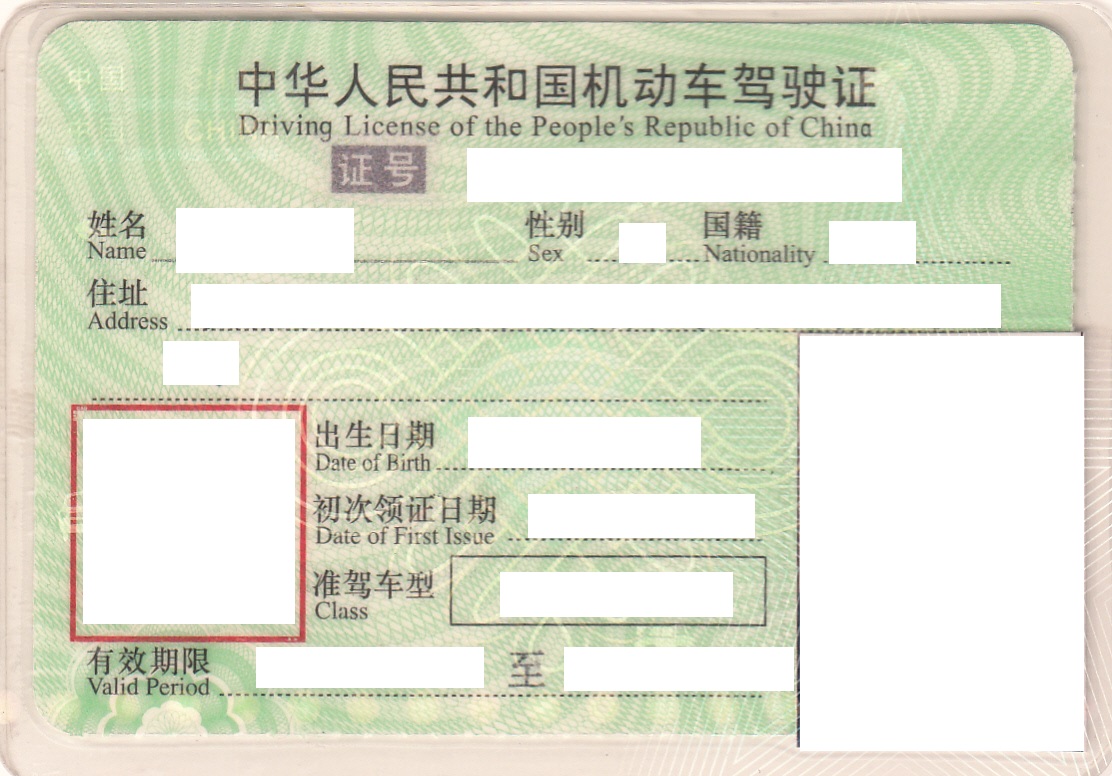 中华人民共和国机动车驾驶证
Driving License of the People's Republic of China
证号
姓名 性别 国籍
Name Sex Nationality
住址
Address
出生日期
Date of Birth
初次领证日期
Date of First Issue
准驾车型
Class
有效期限 至
Valid Period